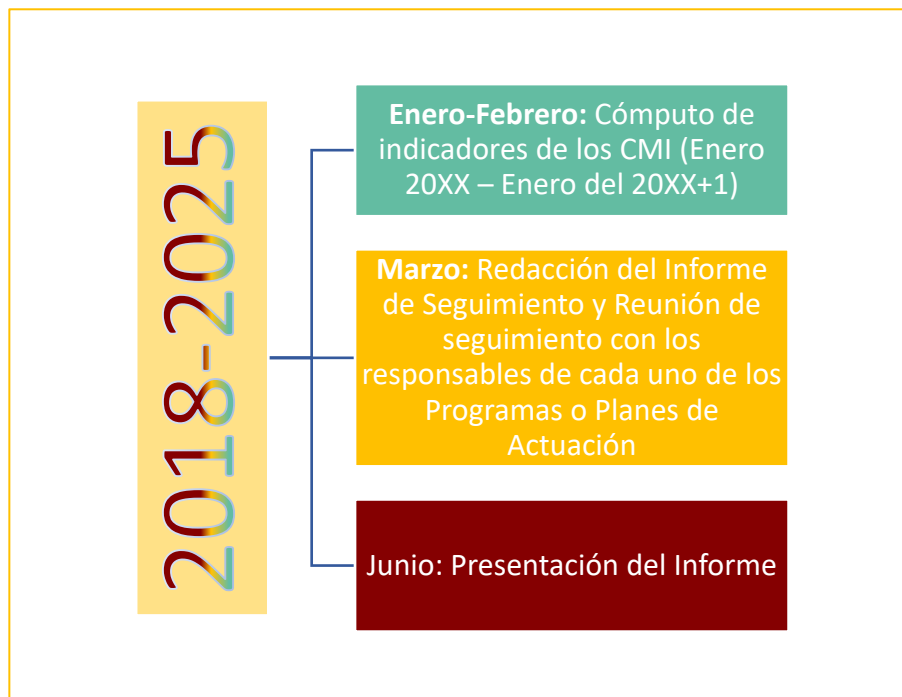 2018-2025
Enero-Febrero: Cómputo de
indicadores de los CMI (Enero
20XX – Enero del 20XX+1)
Marzo: Redacción del Informe
de Seguimiento y Reunión de
seguimiento con los
responsables de cada uno de los
Programas o Planes de
Actuación
Junio: Presentación del Informe